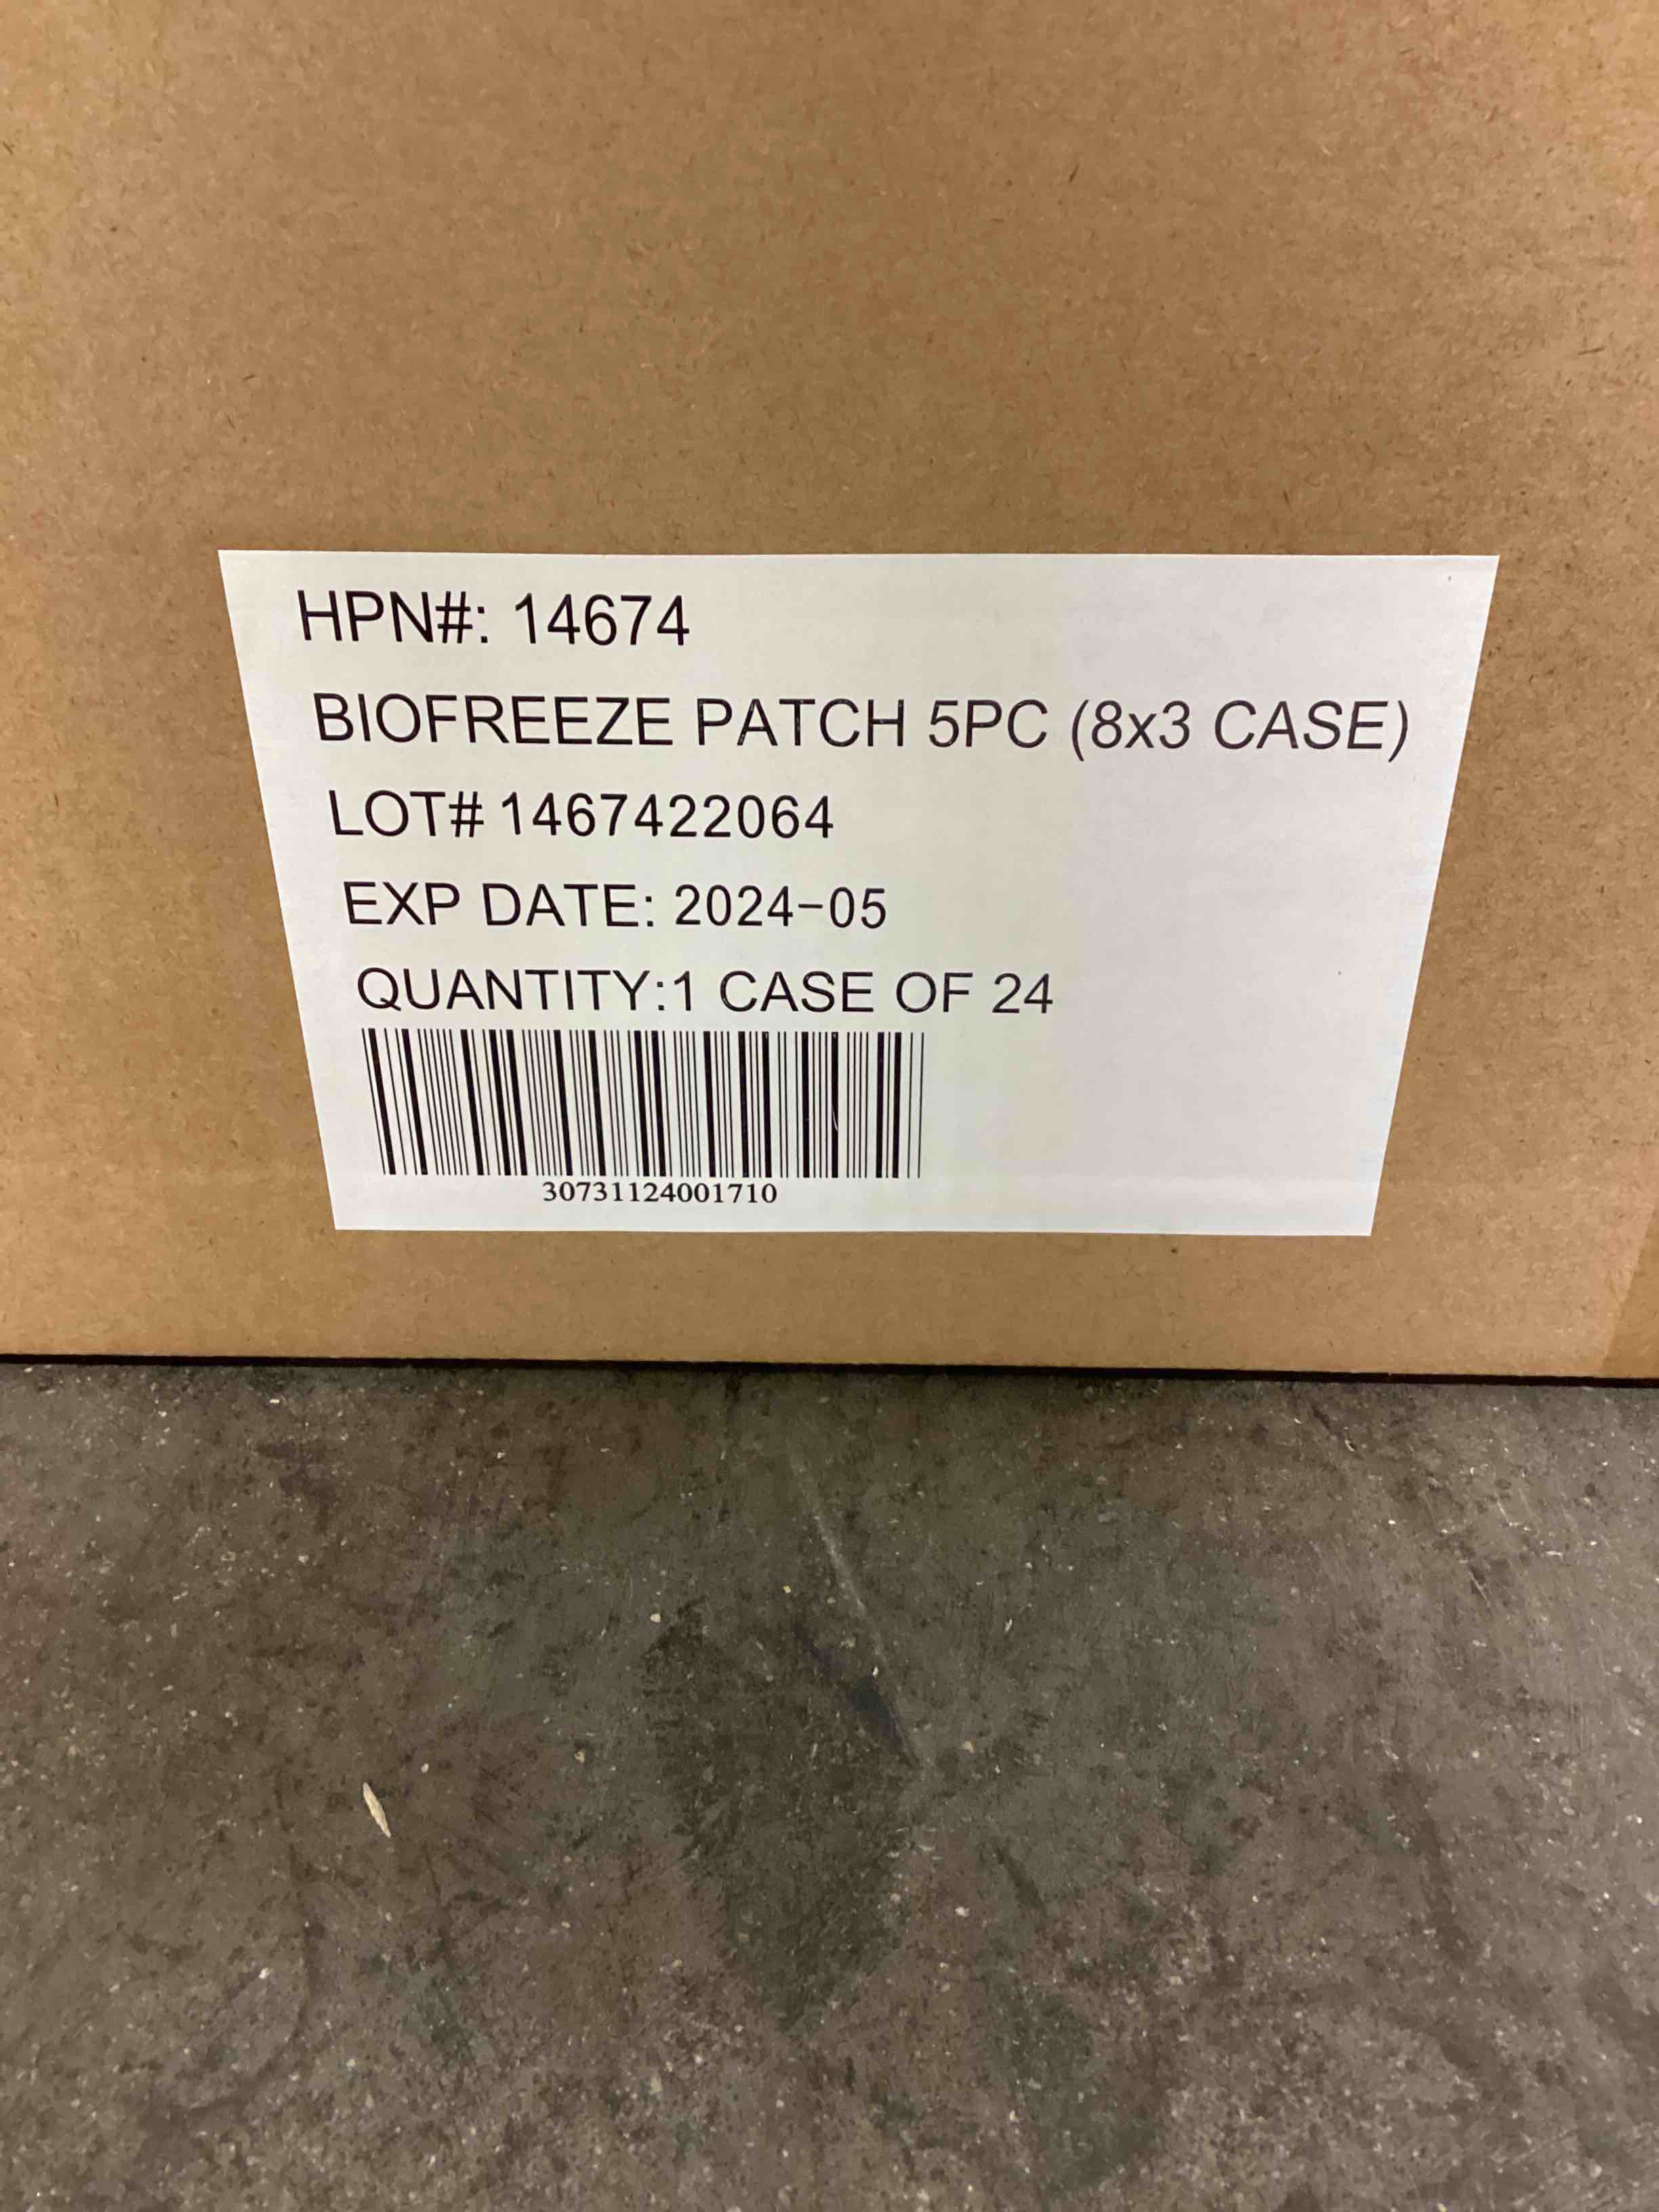 HPN#: 14674
BIOFREEZE PATCH 5PC (8x3 CASE)
LOT# 1467422064
EXP DATE: 2024-05
QUANTITY:1 CASE OF 24
30731124001710